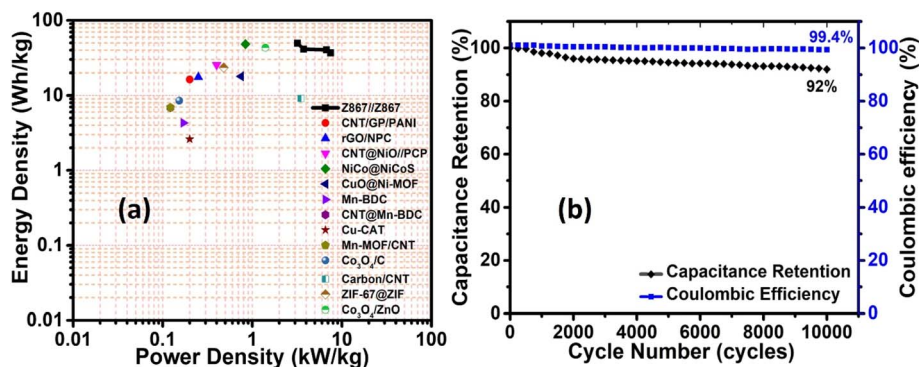 Energy Density (Wh/kg)
100
10
1
0.1
0.01
(a)
Z867//Z867
CNT/GP/PANI
rGO/NPC
CNT@NiO//PCP
NiCo@NiCoS
CuO@Ni-MOF
Mn-BDC
CNT@Mn-BDC
Cu-CAT
Mn-MOF/CNT
Co₃O₄/C
Carbon/CNT
ZIF-67@ZIF
Co₃O₄/ZnO
0.01 0.1 1 10 100
Power Density (kW/kg)
Capacitance Retention (%)
100
80
60
40
20
0
99.4%
92%
(b)
Capacitance Retention
Coulombic Efficiency
0 2000 4000 6000 8000 10000
Cycle Number (cycles)
100
80
60
40
20
0
Coulombic efficiency (%)